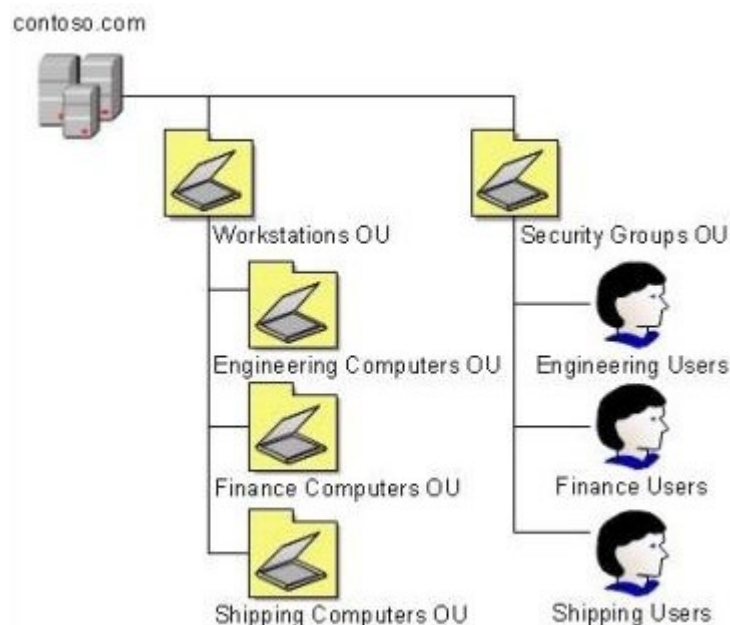 contoso.com
Workstations OU
Security Groups OU
Engineering Computers OU
Engineering Users
Finance Computers OU
Finance Users
Shipping Computers OU
Shipping Users